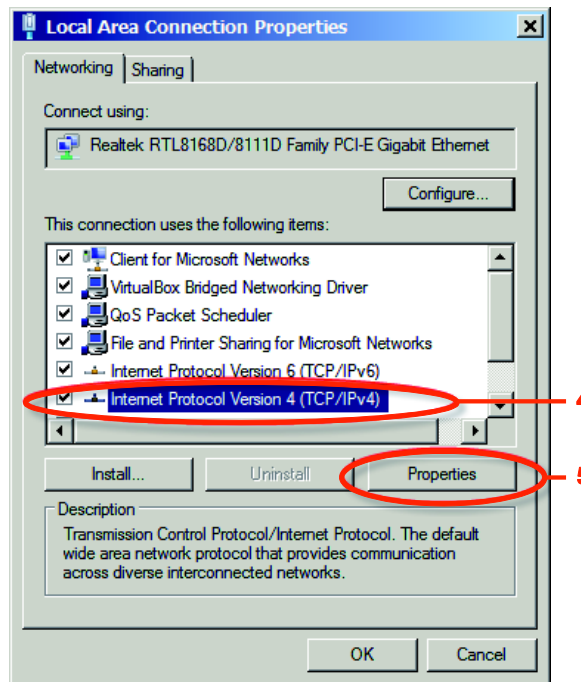 Local Area Connection Properties
Networking
Sharing
Connect using:
Realtek RTL8168D/8111D Family PCI-E Gigabit Ethernet
Configure...
This connection uses the following items:
Client for Microsoft Networks
VirtualBox Bridged Networking Driver
QoS Packet Scheduler
File and Printer Sharing for Microsoft Networks
Internet Protocol Version 6 (TCP/IPv6)
Internet Protocol Version 4 (TCP/IPv4)
4
Install...
Uninstall
Properties
5
Description
Transmission Control Protocol/Internet Protocol. The default
wide area network protocol that provides communication
across diverse interconnected networks.
OK
Cancel